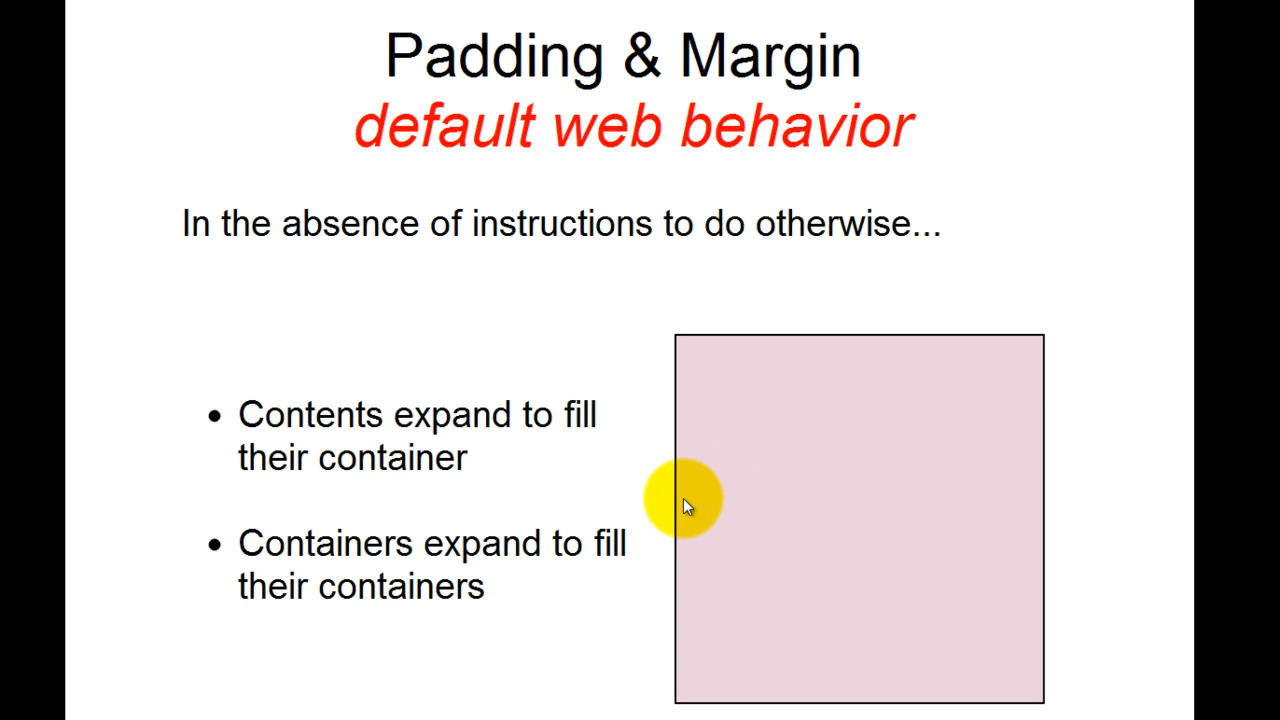 Padding & Margin
default web behavior
In the absence of instructions to do otherwise...
• Contents expand to fill
their container
• Containers expand to fill
their containers